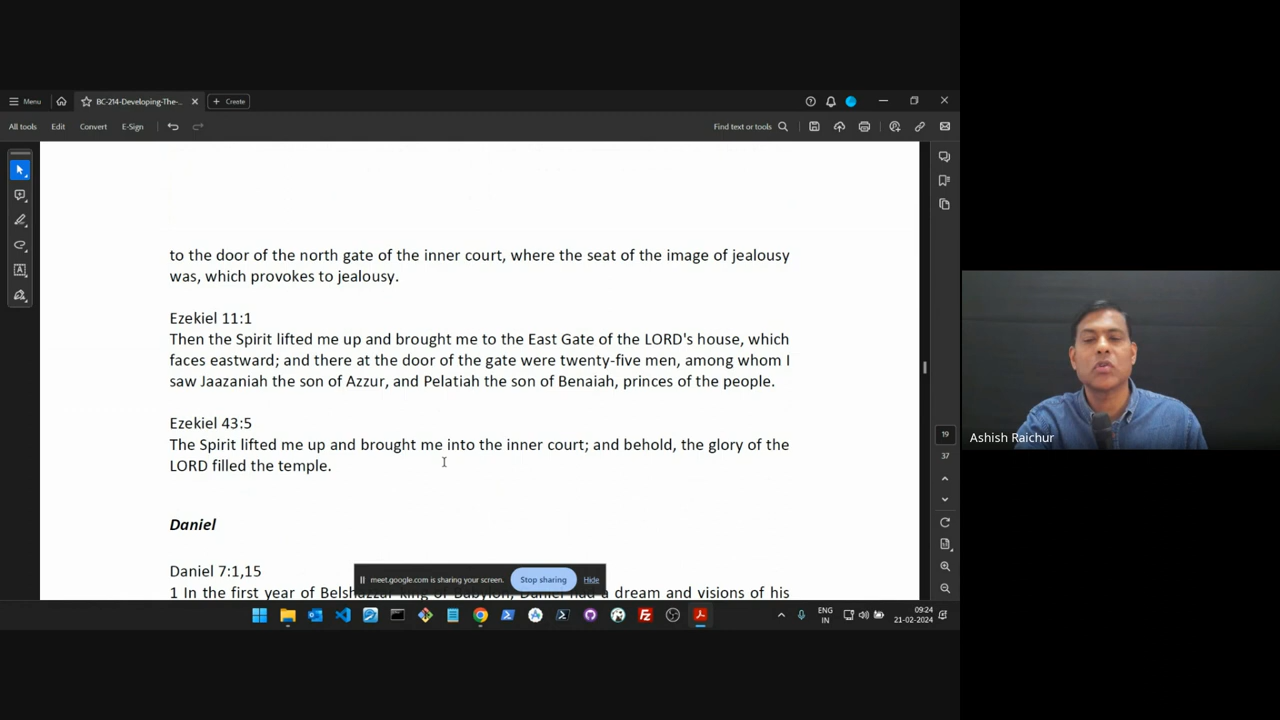 Menu
BC-214-Developing-The-...
Create
All tools
Edit
Convert
E-Sign
Find text or tools
to the door of the north gate of the inner court, where the seat of the image of jealousy
was, which provokes to jealousy.
Ezekiel 11:1
Then the Spirit lifted me up and brought me to the East Gate of the LORD's house, which
faces eastward; and there at the door of the gate were twenty-five men, among whom I
saw Jaazaniah the son of Azzur, and Pelatiah the son of Benaiah, princes of the people.
Ezekiel 43:5
The Spirit lifted me up and brought me into the inner court; and behold, the glory of the
LORD filled the temple.
Daniel
Daniel 7:1,15
1 In the first year of Belshazzar king of Babylon, Daniel had a dream and visions of his
meet.google.com is sharing your screen.
Stop sharing
Hide
19
37
Ashish Raichur
ENG
IN
09:24
21-02-2024